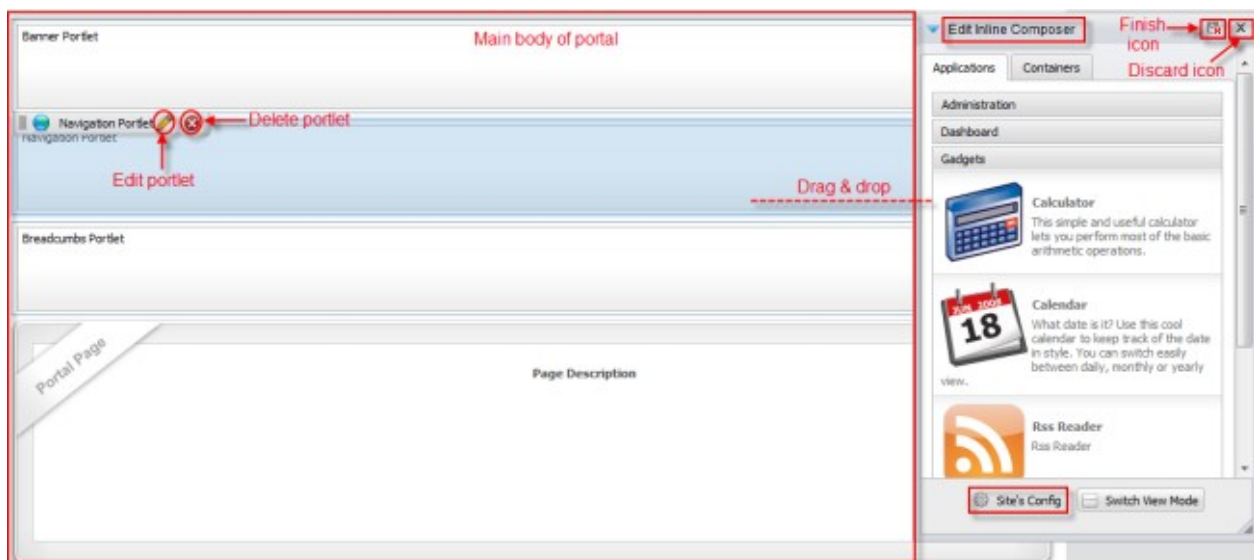 Banner Portlet
Main body of portal
Navigation Portlet
Delete portlet
Navigation Portlet
Edit portlet
Drag & drop
Breadcumbs Portlet
Portal Page
Page Description
Edit Inline Composer
Finish
icon
Discard icon
Applications Containers
Administration
Dashboard
Gadgets
Calculator
This simple and useful calculator
lets you perform most of the basic
arithmetic operations.
JUN 2008
18
Calendar
What date is it? Use this cool
calendar to keep track of the date
in style. You can switch easily
between daily, monthly or yearly
view.
Rss Reader
Rss Reader
Site's Config Switch View Mode